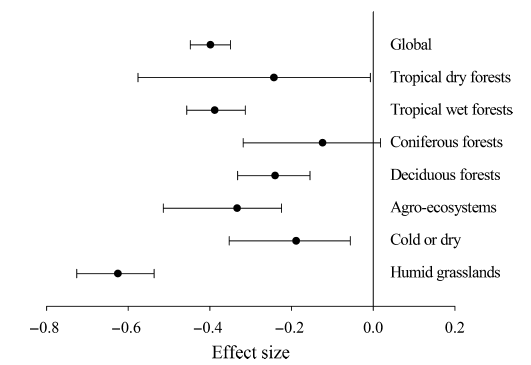 Global
Tropical dry forests
Tropical wet forests
Coniferous forests
Deciduous forests
Agro-ecosystems
Cold or dry
Humid grasslands
–0.8 –0.6 –0.4 –0.2 0.0 0.2
Effect size